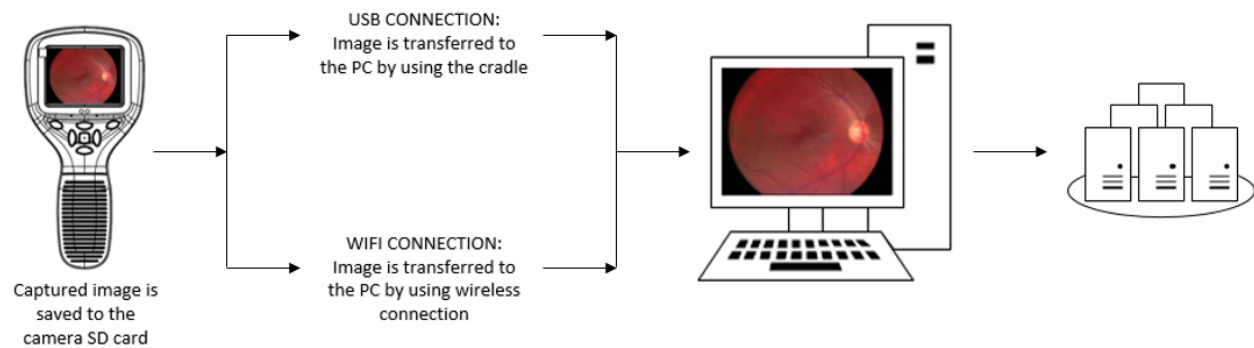 USB CONNECTION:
Image is transferred to
the PC by using the cradle
WIFI CONNECTION:
Image is transferred to
the PC by using wireless
connection
Captured image is
saved to the
camera SD card